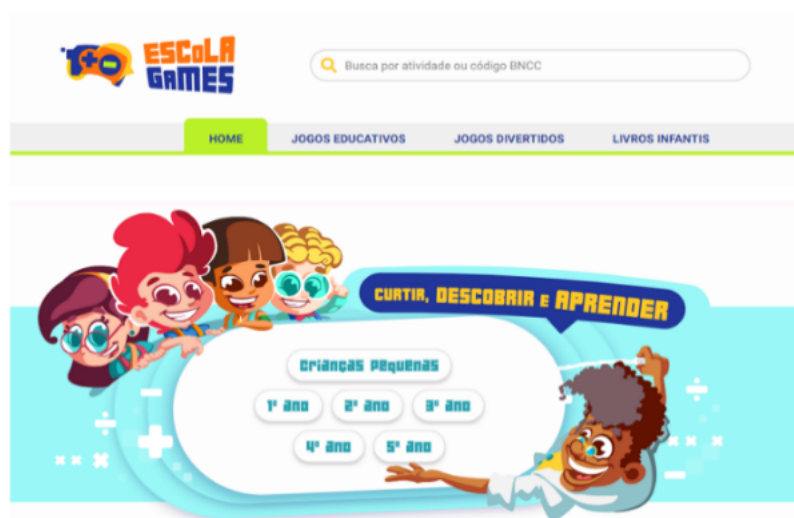 ESCOLA
GAMES
Busca por atividade ou código BNCC
HOME JOGOS EDUCATIVOS JOGOS DIVERTIDOS LIVROS INFANTIS
CURTIR, DESCOBRIR E APRENDER
CRIANÇAS PEQUENAS
1º ano 2º ano 3º ano
4º ano 5º ano